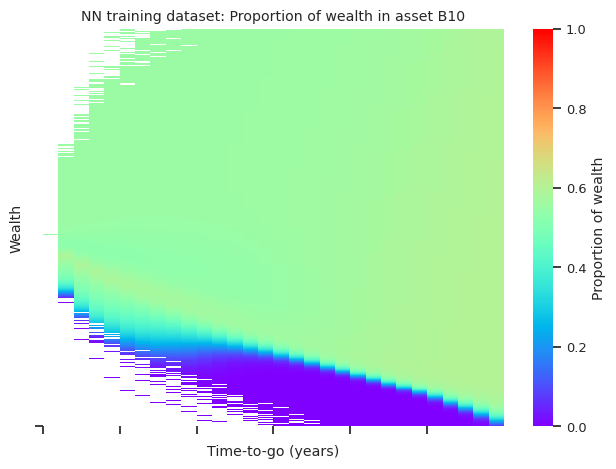 NN training dataset: Proportion of wealth in asset B10
Wealth
Time-to-go (years)
1.0
0.8
0.6
0.4
0.2
0.0
Proportion of wealth